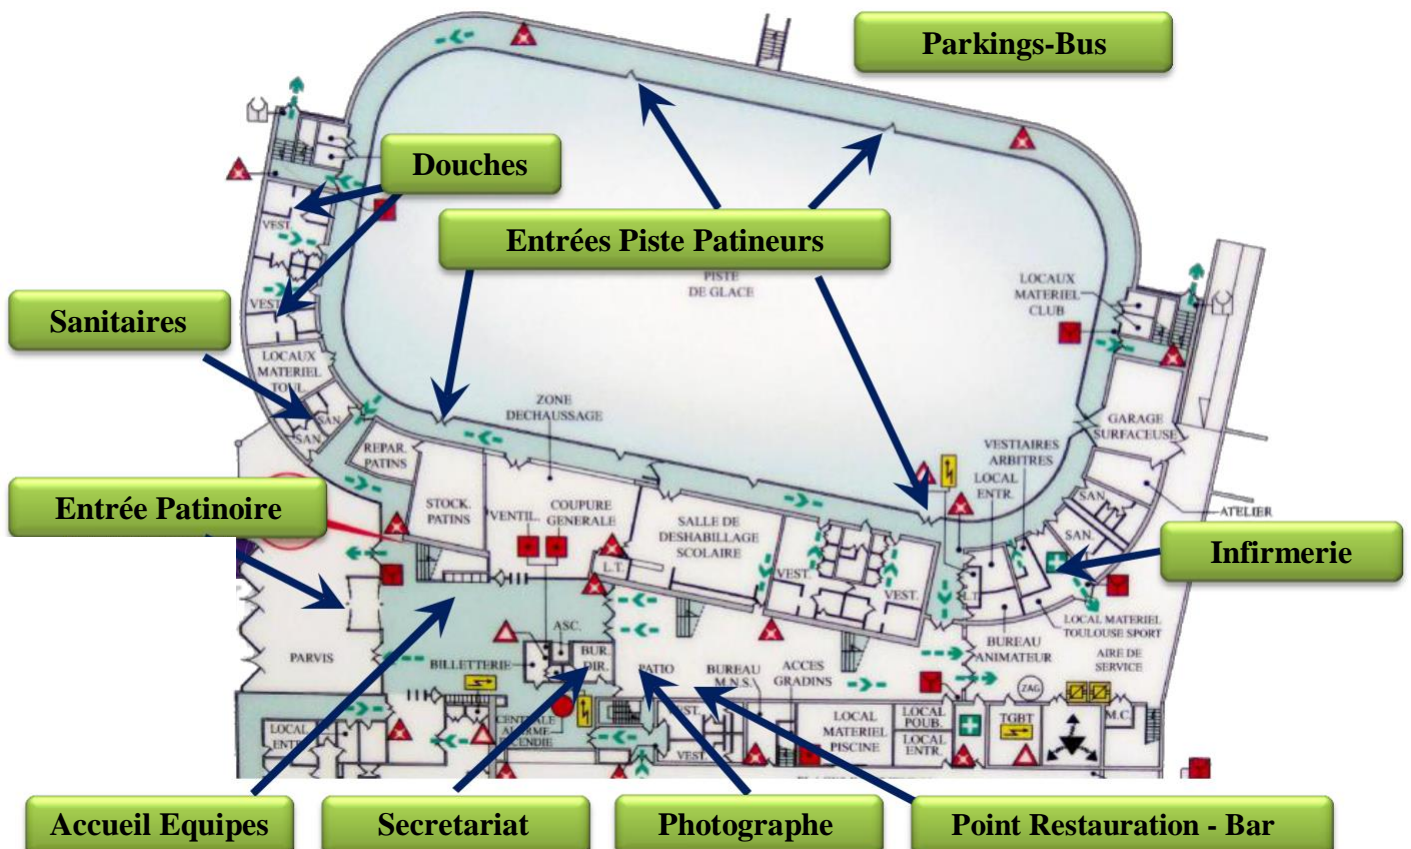 Parkings-Bus
Douches
VEST.
Entrées Piste Patineurs
PISTE
DE GLACE
LOCAUX
MATERIEL
CLUB
VEST.
Sanitaires
LOCAUX
MATERIEL
TOUL.
SAN.
SAN.
ZONE
DECHAUSSAGE
GARAGE
SURFACEUSE
REPAR.
PATINS
VESTIAIRES
ARBITRES
LOCAL
ENTR.
SAN.
ATELIER
SAN.
Entrée Patinoire
STOCK.
PATINS
VENTIL.
COUPURE
GENERALE
SALLE DE
DESHABILLAGE
SCOLAIRE
Infirmerie
L.T.
VEST.
VEST.
L.T.
LOCAL MATERIEL
TOULOUSE SPORT
BUREAU
ANIMATEUR
AIRE DE
SERVICE
ASC.
PARVIS
BILLETTERIE
BUR.
DIR.
PATIO
BUREAU
M.N.S.
ACCES
GRADINS
ZAG
LOCAL
ENTR.
CENTRALE
ALARME
INCENDIE
VEST.
VEST.
LOCAL
MATERIEL
PISCINE
LOCAL
POUB.
LOCAL
ENTR.
TGBT
M.C.
Accueil Equipes
Secretariat
Photographe
Point Restauration - Bar